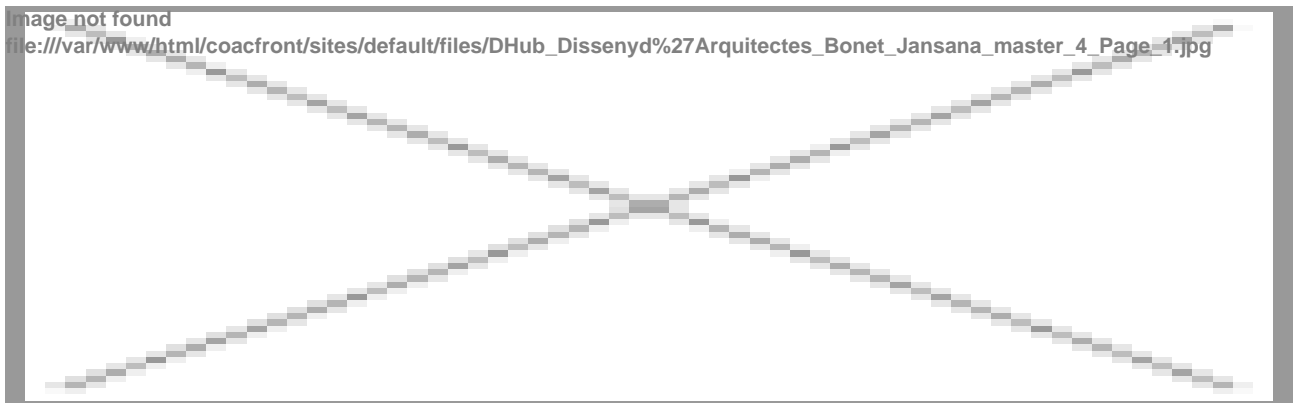 Image not found
file:///var/www/html/coacfront/sites/default/files/DHub_Dissenyd%27Arquitectes_Bonet_Jansana_master_4_Page_1.jpg